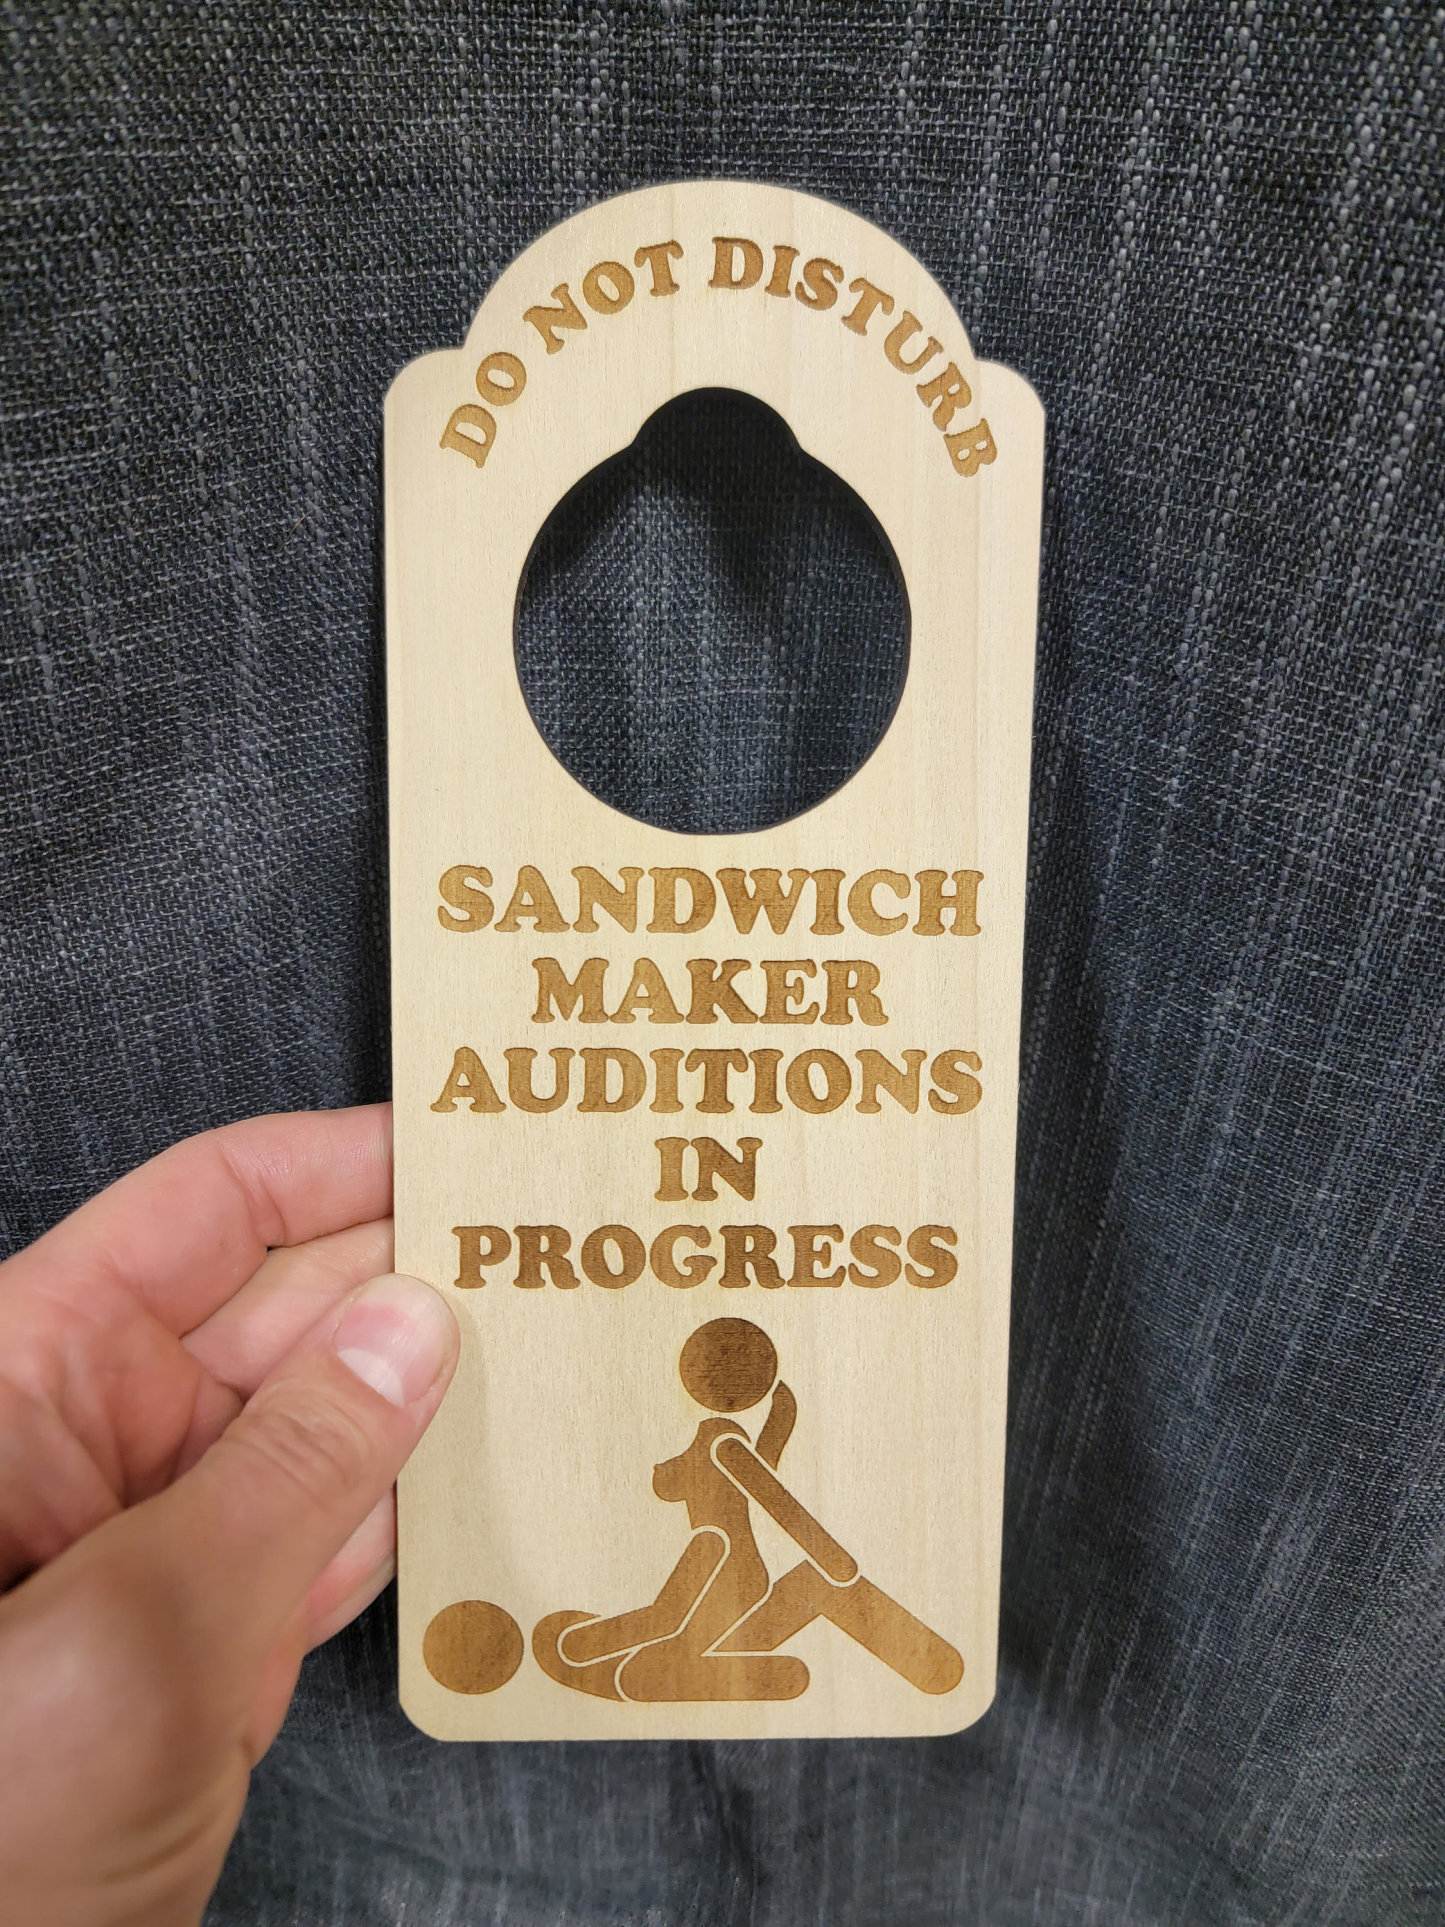 DO NOT DISTURB
SANDWICH
MAKER
AUDITIONS
IN
PROGRESS